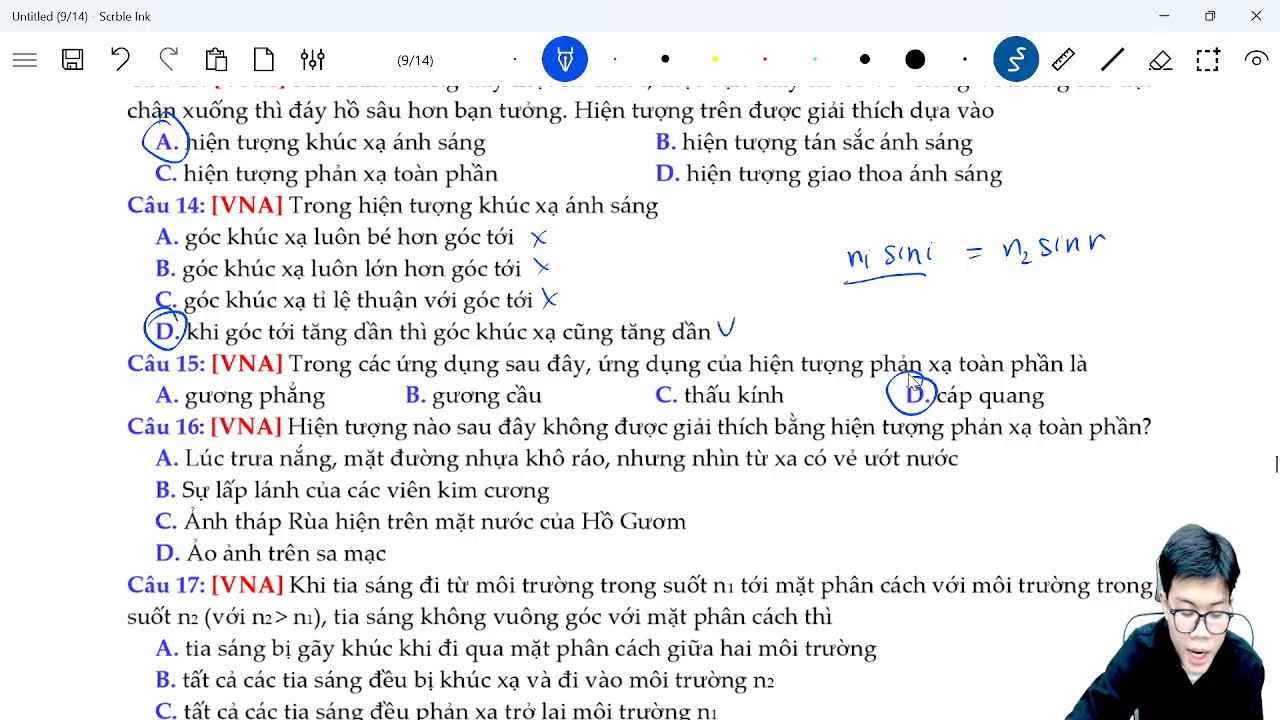 Untitled (9/14) - Scrble Ink
(9/14)
chân xuống thì đáy hồ sâu hơn bạn tưởng. Hiện tượng trên được giải thích dựa vào
A. hiện tượng khúc xạ ánh sáng B. hiện tượng tán sắc ánh sáng
C. hiện tượng phản xạ toàn phần D. hiện tượng giao thoa ánh sáng
Câu 14: [VNA] Trong hiện tượng khúc xạ ánh sáng
A. góc khúc xạ luôn bé hơn góc tới x
B. góc khúc xạ luôn lớn hơn góc tới x
n₁ sini = n₂ sinr
C. góc khúc xạ tỉ lệ thuận với góc tới x
D. khi góc tới tăng dần thì góc khúc xạ cũng tăng dần v
Câu 15: [VNA] Trong các ứng dụng sau đây, ứng dụng của hiện tượng phản xạ toàn phần là
A. gương phẳng B. gương cầu C. thấu kính D. cáp quang
Câu 16: [VNA] Hiện tượng nào sau đây không được giải thích bằng hiện tượng phản xạ toàn phần?
A. Lúc trưa nắng, mặt đường nhựa khô ráo, nhưng nhìn từ xa có vẻ ướt nước
B. Sự lấp lánh của các viên kim cương
C. Ảnh tháp Rùa hiện trên mặt nước của Hồ Gươm
D. Ảo ảnh trên sa mạc
Câu 17: [VNA] Khi tia sáng đi từ môi trường trong suốt n₁ tới mặt phân cách với môi trường trong
suốt n₂ (với n₂ > n₁), tia sáng không vuông góc với mặt phân cách thì
A. tia sáng bị gãy khúc khi đi qua mặt phân cách giữa hai môi trường
B. tất cả các tia sáng đều bị khúc xạ và đi vào môi trường n₂
C. tất cả các tia sáng đều phản xạ trở lại môi trường n₁